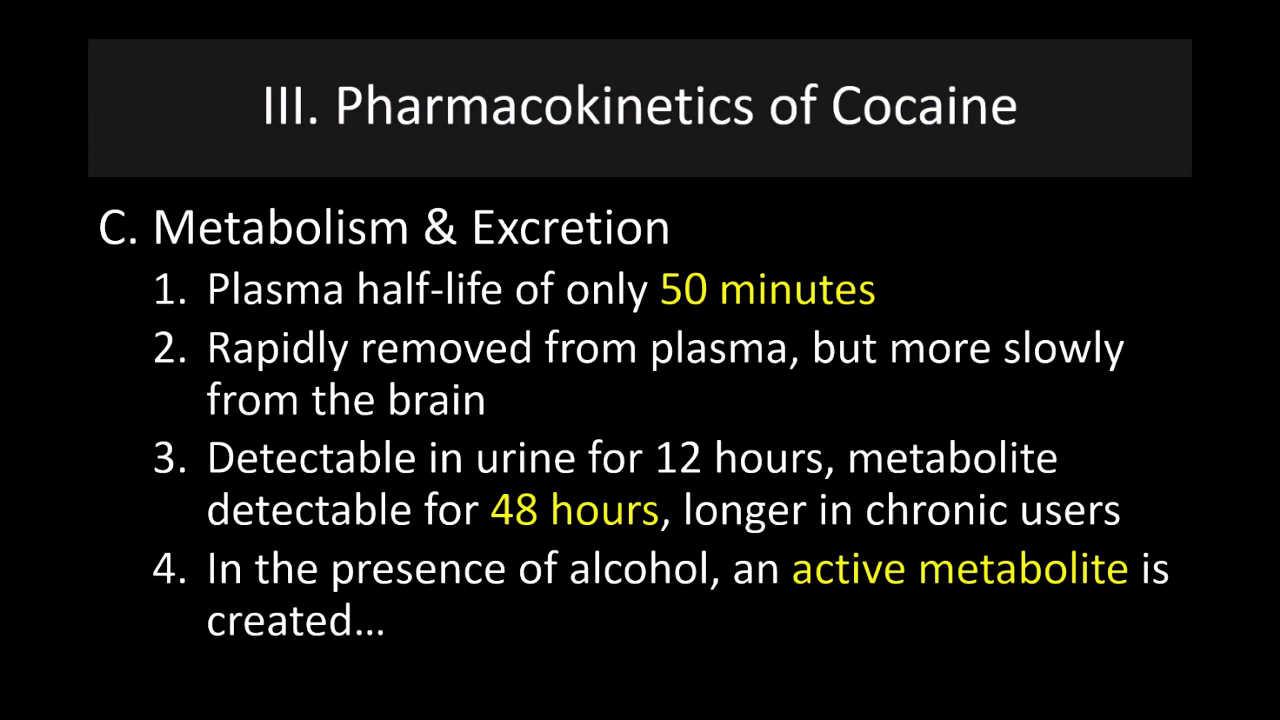 III. Pharmacokinetics of Cocaine
C. Metabolism & Excretion
1. Plasma half-life of only 50 minutes
2. Rapidly removed from plasma, but more slowly
from the brain
3. Detectable in urine for 12 hours, metabolite
detectable for 48 hours, longer in chronic users
4. In the presence of alcohol, an active metabolite is
created…